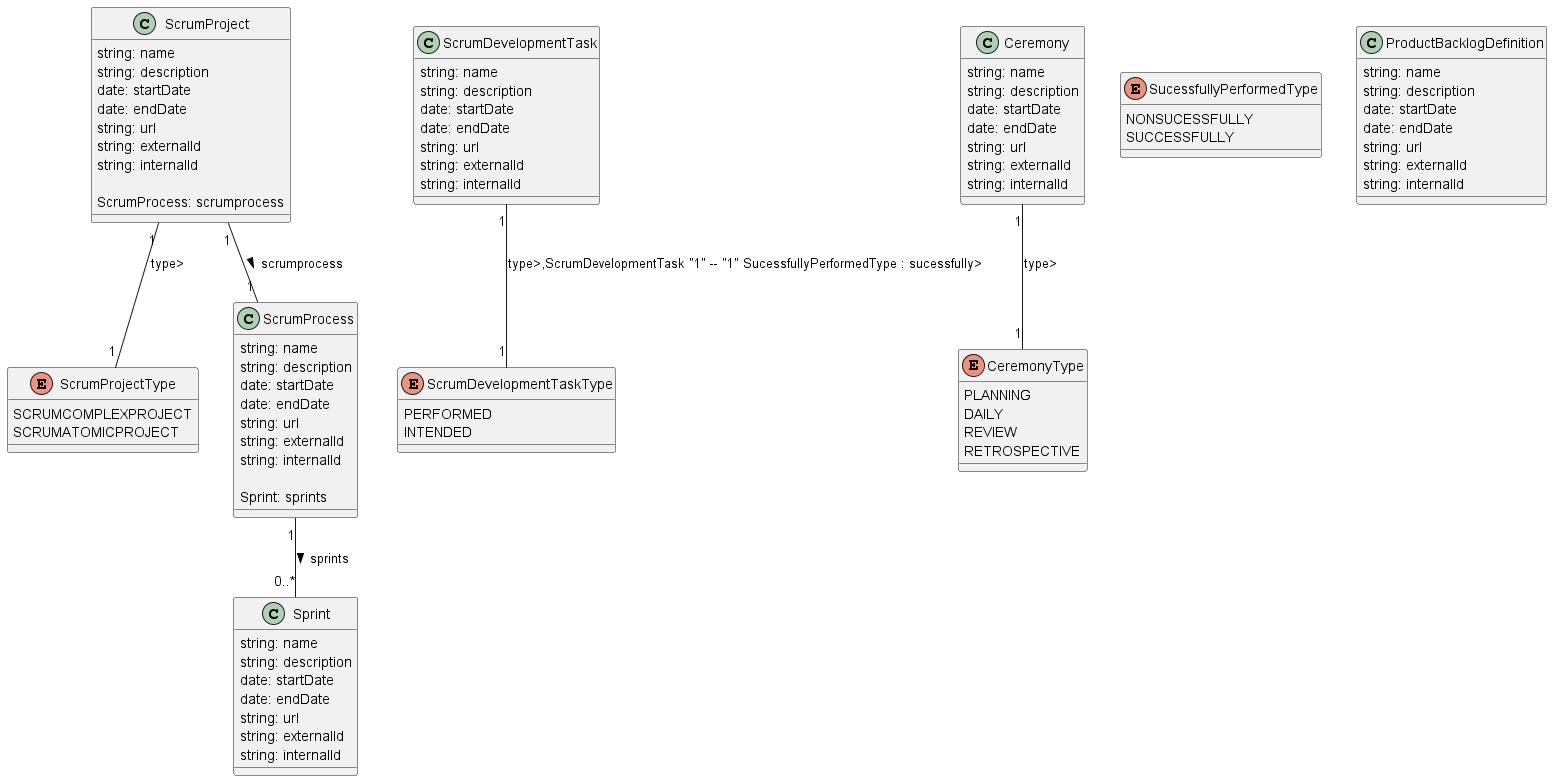 C ScrumProject
string: name
string: description
date: startDate
date: endDate
string: url
string: externalId
string: internalId
ScrumProcess: scrumprocess
C ScrumDevelopmentTask
string: name
string: description
date: startDate
date: endDate
string: url
string: externalId
string: internalId
C Ceremony
string: name
string: description
date: startDate
date: endDate
string: url
string: externalId
string: internalId
E SucessfullyPerformedType
NONSUCESSFULLY
SUCCESSFULLY
C ProductBacklogDefinition
string: name
string: description
date: startDate
date: endDate
string: url
string: externalId
string: internalId
1
type>
1
1
scrumprocess
1
1
type>,ScrumDevelopmentTask "1" -- "1" SucessfullyPerformedType : sucessfully>
1
1
type>
1
E ScrumProjectType
SCRUMCOMPLEXPROJECT
SCRUMATOMICPROJECT
C ScrumProcess
string: name
string: description
date: startDate
date: endDate
string: url
string: externalId
string: internalId
Sprint: sprints
E ScrumDevelopmentTaskType
PERFORMED
INTENDED
E CeremonyType
PLANNING
DAILY
REVIEW
RETROSPECTIVE
1
sprints
0..*
C Sprint
string: name
string: description
date: startDate
date: endDate
string: url
string: externalId
string: internalId